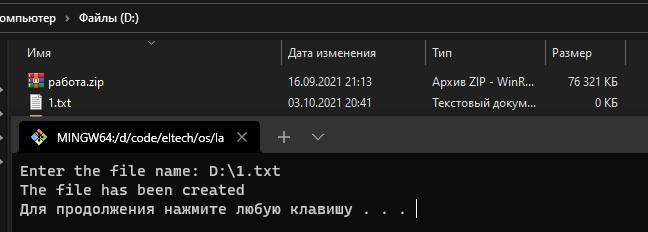 омпьютер › Файлы (D:)
Имя Дата изменения Тип Размер
работа.zip 16.09.2021 21:13 Архив ZIP - WinR... 76 321 КБ
1.txt 03.10.2021 20:41 Текстовый докум... 0 КБ
MINGW64:/d/code/eltech/os/la
Enter the file name: D:\1.txt
The file has been created
Для продолжения нажмите любую клавишу . . .